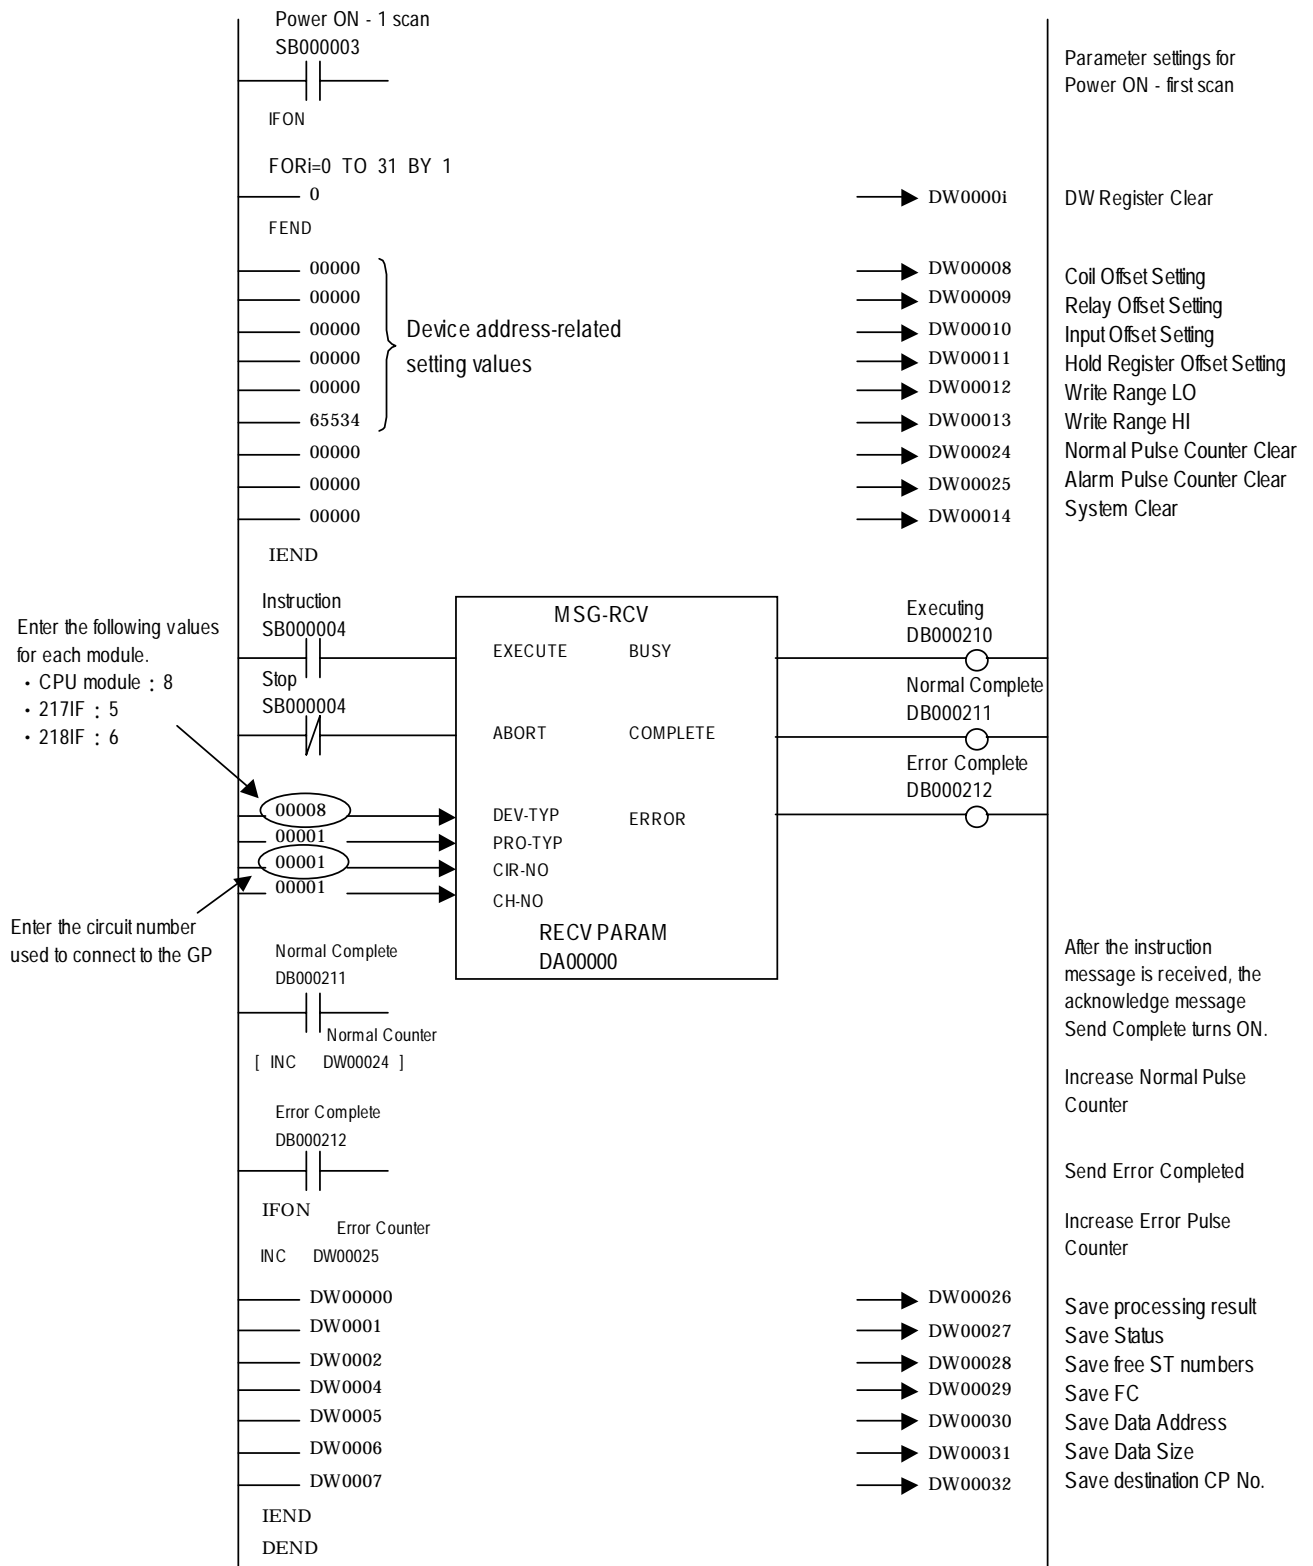 Power ON - 1 scan
SB000003
Parameter settings for
Power ON - first scan
IFON
FORi=0 TO 31 BY 1
0
DW0000i
DW Register Clear
FEND
00000
DW00008
Coil Offset Setting
00000
DW00009
Relay Offset Setting
00000
DW00010
Input Offset Setting
Device address-related
setting values
00000
DW00011
Hold Register Offset Setting
00000
DW00012
Write Range LO
65534
DW00013
Write Range HI
00000
DW00024
Normal Pulse Counter Clear
00000
DW00025
Alarm Pulse Counter Clear
00000
DW00014
System Clear
IEND
Enter the following values
for each module.
・CPU module：8
・217IF：5
・218IF：6
Instruction
SB000004
Stop
SB000004
00008
00001
00001
00001
Enter the circuit number
used to connect to the GP
MSG-RCV
EXECUTE BUSY
ABORT COMPLETE
DEV-TYP ERROR
PRO-TYP
CIR-NO
CH-NO
RECV PARAM
DA00000
Executing
DB000210
Normal Complete
DB000211
Error Complete
DB000212
Normal Complete
DB000211
Normal Counter
[ INC DW00024 ]
After the instruction
message is received, the
acknowledge message
Send Complete turns ON.
Increase Normal Pulse
Counter
Error Complete
DB000212
Send Error Completed
IFON
Error Counter
INC DW00025
Increase Error Pulse
Counter
DW00000
DW00026
Save processing result
DW0001
DW00027
Save Status
DW0002
DW00028
Save free ST numbers
DW0004
DW00029
Save FC
DW0005
DW00030
Save Data Address
DW0006
DW00031
Save Data Size
DW0007
DW00032
Save destination CP No.
IEND
DEND